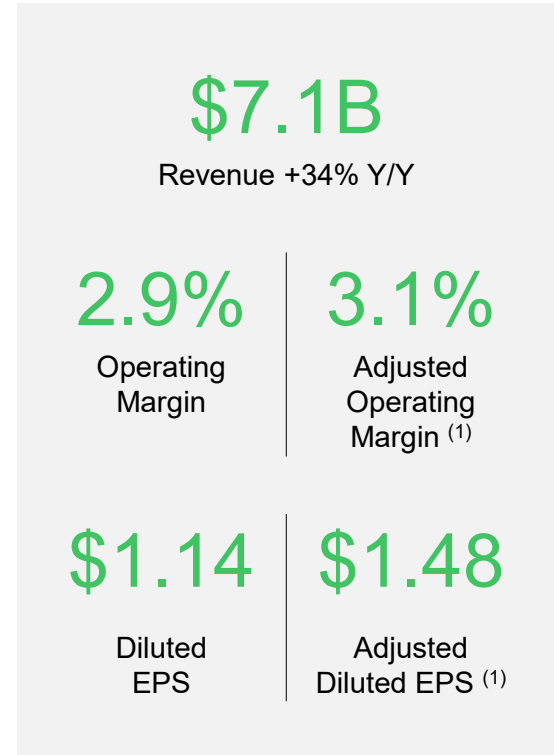 $7.1B
Revenue +34% Y/Y
2.9%
Operating
Margin
3.1%
Adjusted
Operating
Margin (1)
$1.14
Diluted
EPS
$1.48
Adjusted
Diluted EPS (1)